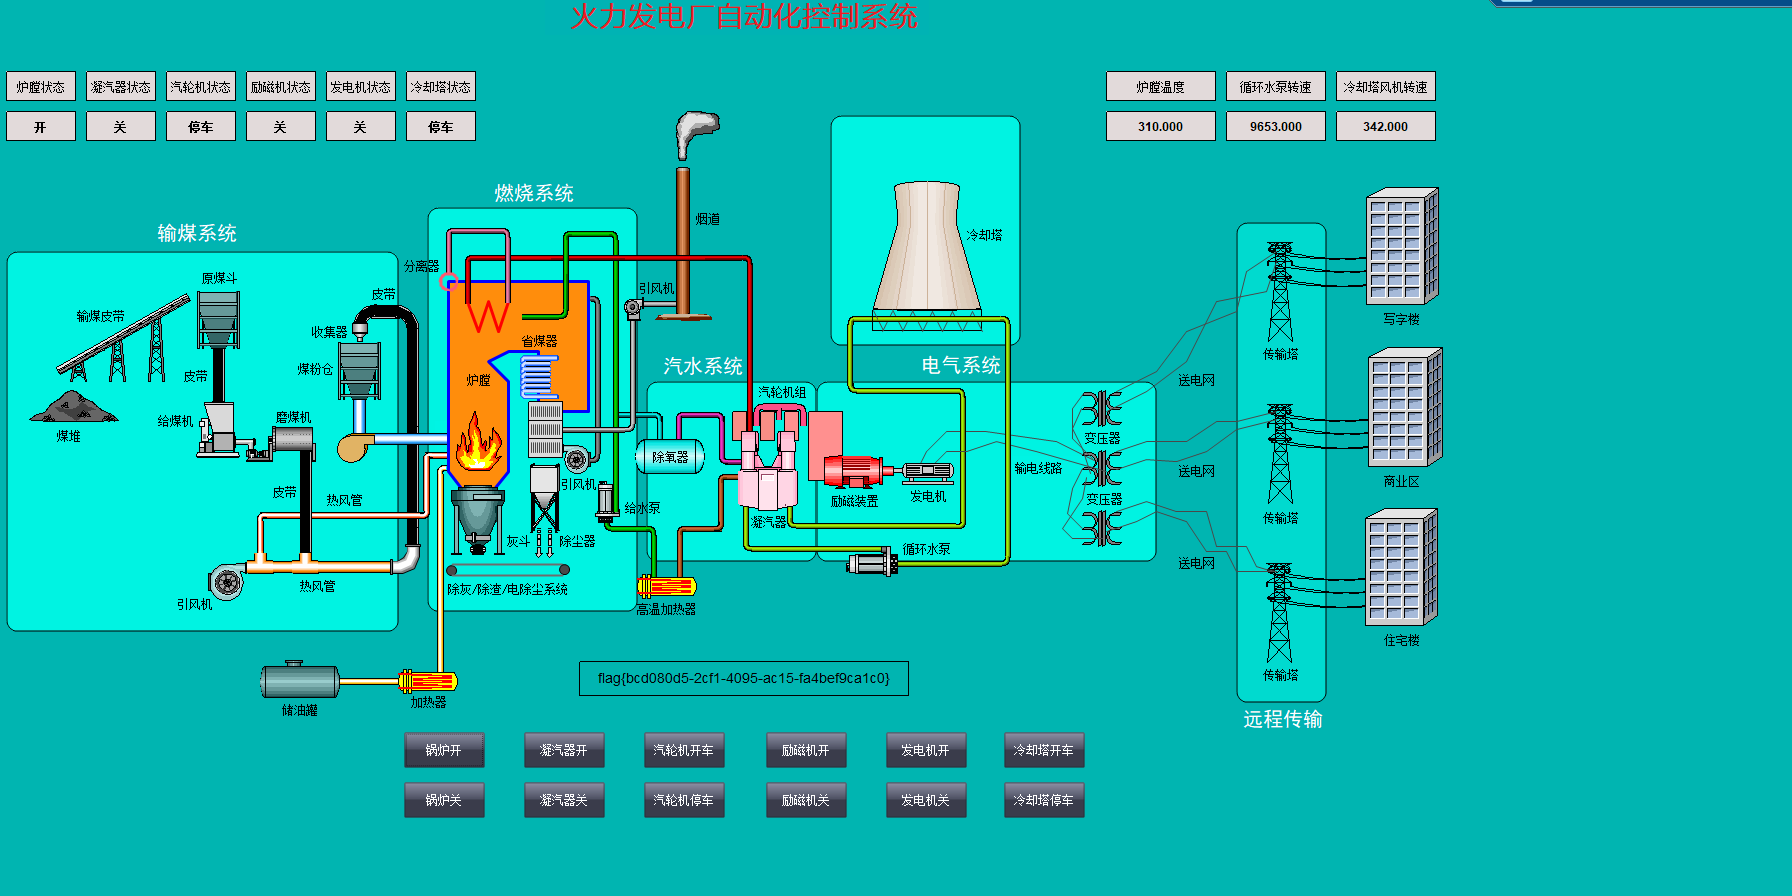 火力发电厂自动化控制系统
炉膛状态 凝汽器状态 汽轮机状态 励磁机状态 发电机状态 冷却塔状态
开 关 停车 关 关 停车
炉膛温度 循环水泵转速 冷却塔风机转速
310.000 9653.000 342.000
燃烧系统
输煤系统
烟道
冷却塔
分离器
原煤斗
皮带
引风机
输煤皮带
收集器
写字楼
省煤器
传输塔
汽水系统
电气系统
煤粉仓
皮带
炉膛
送电网
汽轮机组
给煤机
磨煤机
煤堆
变压器
除氧器
输电线路
送电网
商业区
引风机
皮带
热风管
励磁装置
发电机
变压器
给水泵
凝汽器
传输塔
灰斗
除尘器
循环水泵
送电网
热风管
除灰/除渣/电除尘系统
引风机
高温加热器
住宅楼
传输塔
flag{bcd080d5-2cf1-4095-ac15-fa4bef9ca1c0}
储油罐
加热器
远程传输
锅炉开 凝汽器开 汽轮机开车 励磁机开 发电机开 冷却塔开车
锅炉关 凝汽器关 汽轮机停车 励磁机关 发电机关 冷却塔停车